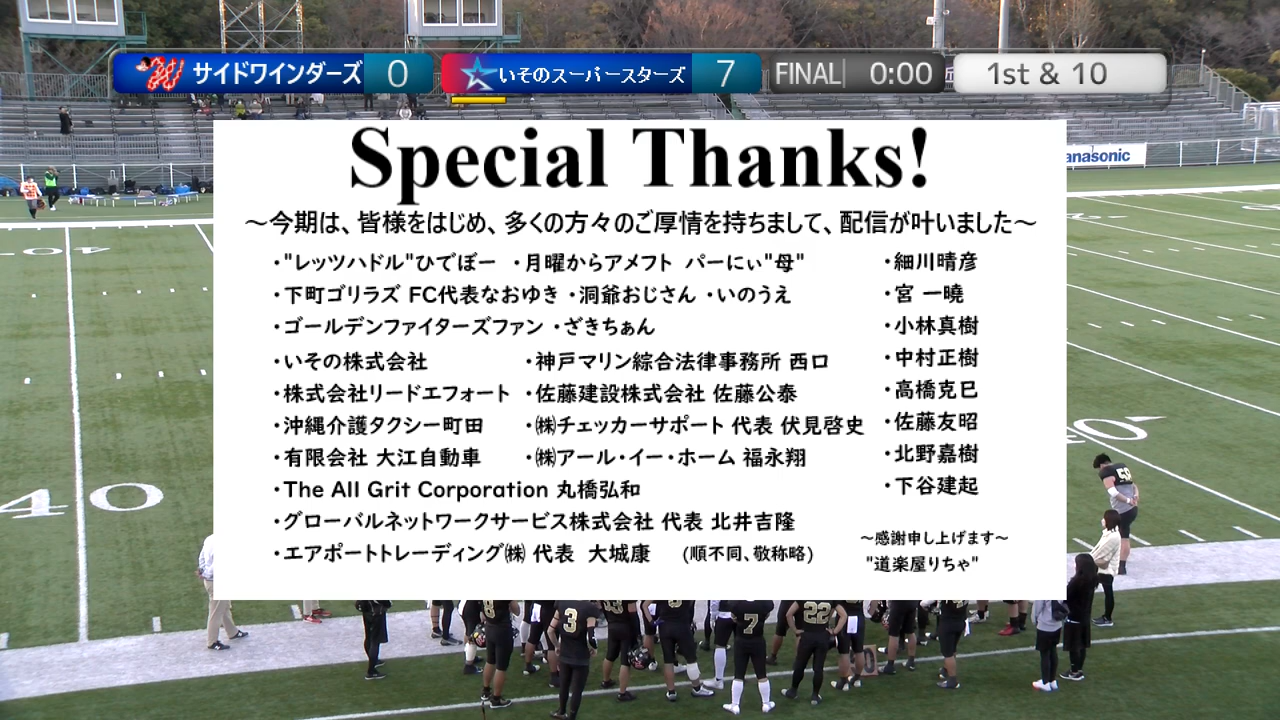 サイドワインダーズ 0 いそのスーパースターズ 7 FINAL 0:00 1st & 10
Special Thanks!
～今期は、皆様をはじめ、多くの方々のご厚情を持ちまして、配信が叶いました～
・"レッツハドル"ひでぼー ・月曜からアメフト パーにぃ"母" ・細川晴彦
・下町ゴリラズ FC代表なおゆき ・洞爺おじさん ・いのうえ ・宮 一曉
・ゴールデンファイターズファン ・ざきちぁん ・小林真樹
・いその株式会社 ・神戸マリン綜合法律事務所 西口 ・中村正樹
・株式会社リードエフォート ・佐藤建設株式会社 佐藤公泰 ・高橋克巳
・沖縄介護タクシー町田 ・㈱チェッカーサポート 代表 伏見啓史 ・佐藤友昭
・有限会社 大江自動車 ・㈱アール・イー・ホーム 福永翔 ・北野嘉樹
・The All Grit Corporation 丸橋弘和 ・下谷建起
・グローバルネットワークサービス株式会社 代表 北井吉隆
・エアポートトレーディング㈱ 代表 大城康 (順不同、敬称略)
～感謝申し上げます～
"道楽屋りちゃ"
anasonic
40
40
0
59
3
7
22
8